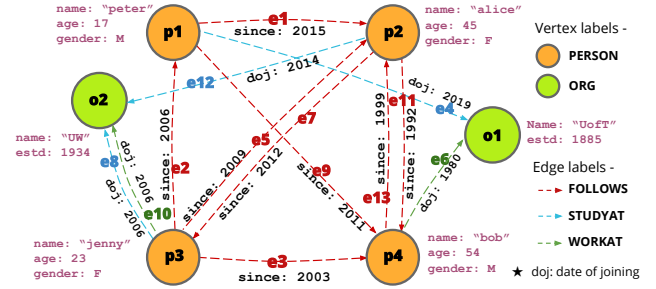 name: "peter"
age: 17
gender: M
p1
e1
since: 2015
p2
name: "alice"
age: 45
gender: F
Vertex labels -
PERSON
ORG
o2
name: "UW"
estd: 1934
e12
doj: 2014
doj: 2019
e4
o1
Name: "UofT"
estd: 1885
e8
doj: 2006
doj: 2006
e10
since: 2006
e2
since: 2009
e5
since: 2012
e7
e9
since: 2011
since: 1999
e13
e11
since: 1992
e6
doj: 1980
Edge labels -
FOLLOWS
STUDYAT
WORKAT
★ doj: date of joining
name: "jenny"
age: 23
gender: F
p3
e3
since: 2003
p4
name: "bob"
age: 54
gender: M